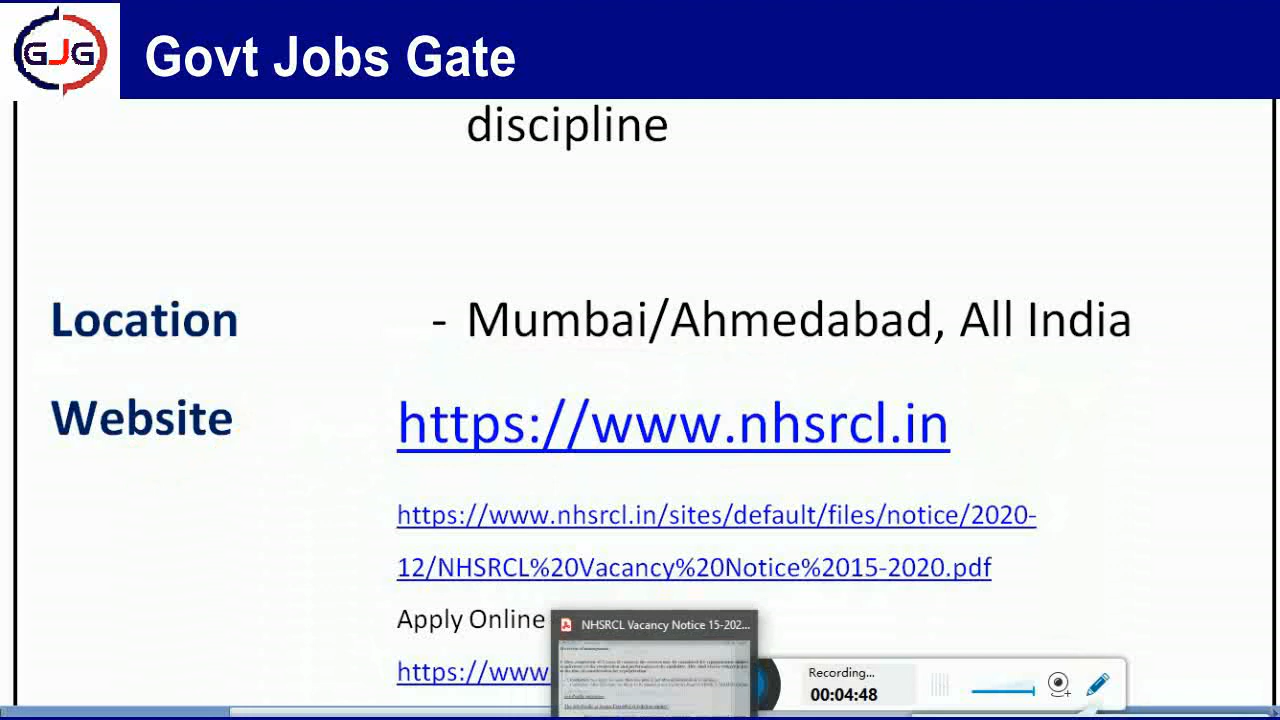 GJG
Govt Jobs Gate
discipline
Location - Mumbai/Ahmedabad, All India
Website https://www.nhsrcl.in
https://www.nhsrcl.in/sites/default/files/notice/2020-
12/NHSRCL%20Vacancy%20Notice%2015-2020.pdf
Apply Online
NHSRCL Vacancy Notice 15-202...
https://www
Recording...
00:04:48